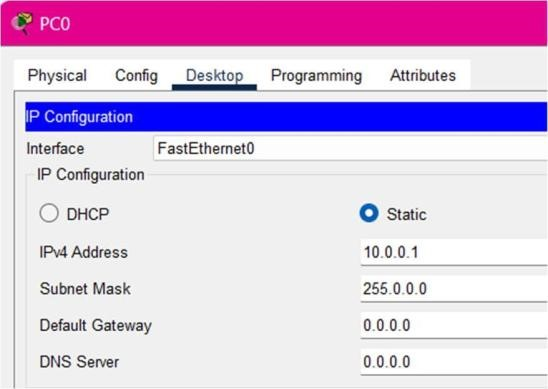 PC0
Physical Config Desktop Programming Attributes
IP Configuration
Interface FastEthernet0
IP Configuration
DHCP Static
IPv4 Address 10.0.0.1
Subnet Mask 255.0.0.0
Default Gateway 0.0.0.0
DNS Server 0.0.0.0